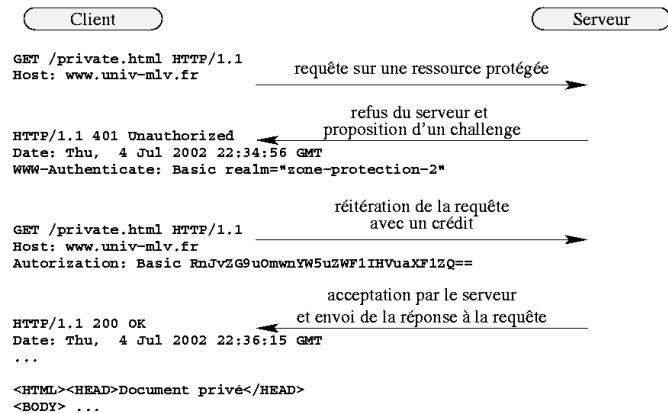 Client
Serveur
GET /private.html HTTP/1.1
Host: www.univ-mlv.fr
requête sur une ressource protégée
refus du serveur et
proposition d'un challenge
HTTP/1.1 401 Unauthorized
Date: Thu, 4 Jul 2002 22:34:56 GMT
WWW-Authenticate: Basic realm="zone-protection-2"
réitération de la requête
avec un crédit
GET /private.html HTTP/1.1
Host: www.univ-mlv.fr
Autorization: Basic RnJvZG9uOmwnYW5uZWF1IHVuaXF1ZQ==
acceptation par le serveur
et envoi de la réponse à la requête
HTTP/1.1 200 OK
Date: Thu, 4 Jul 2002 22:36:15 GMT
...
<HTML><HEAD>Document privé</HEAD>
<BODY> ...